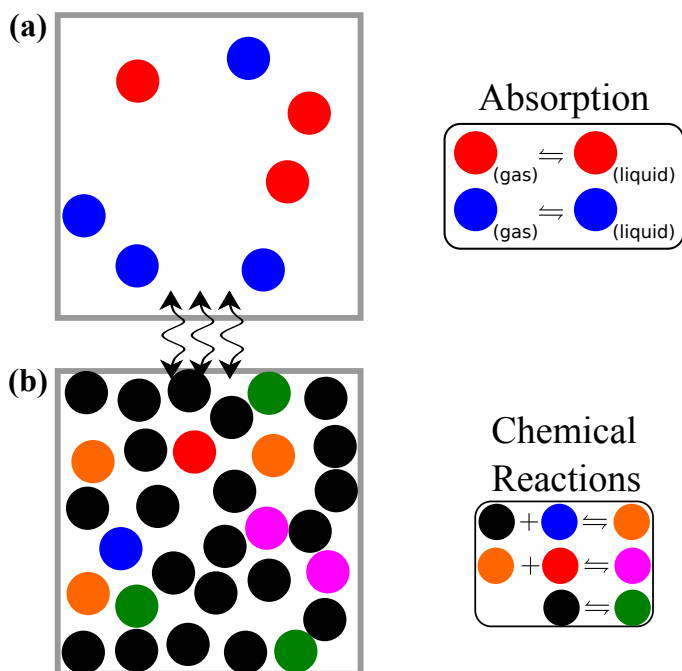 (a)
Absorption
(gas) ⇌ (liquid)
(gas) ⇌ (liquid)
(b)
Chemical
Reactions
+ ⇌
+ ⇌
⇌